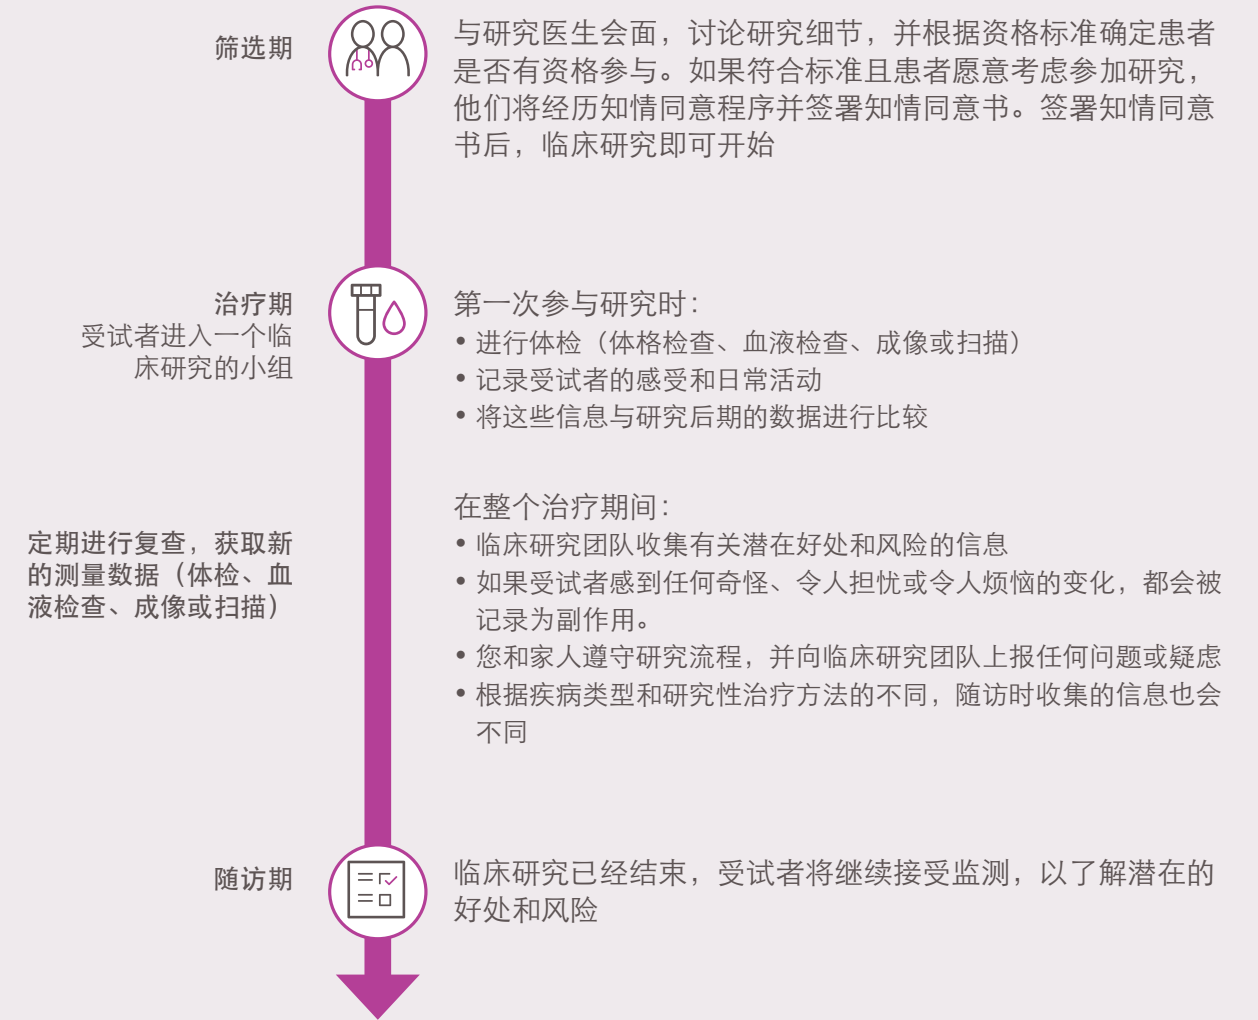 筛选期
与研究医生会面，讨论研究细节，并根据资格标准确定患者
是否有资格参与。如果符合标准且患者愿意考虑参加研究，
他们将经历知情同意程序并签署知情同意书。签署知情同意
书后，临床研究即可开始
治疗期
受试者进入一个临
床研究的小组
第一次参与研究时：
• 进行体检（体格检查、血液检查、成像或扫描）
• 记录受试者的感受和日常活动
• 将这些信息与研究后期的数据进行比较
定期进行复查，获取新
的测量数据（体检、血
液检查、成像或扫描）
在整个治疗期间：
• 临床研究团队收集有关潜在好处和风险的信息
• 如果受试者感到任何奇怪、令人担忧或令人烦恼的变化，都会被
记录为副作用。
• 您和家人遵守研究流程，并向临床研究团队上报任何问题或疑虑
• 根据疾病类型和研究性治疗方法的不同，随访时收集的信息也会
不同
随访期
临床研究已经结束，受试者将继续接受监测，以了解潜在的
好处和风险